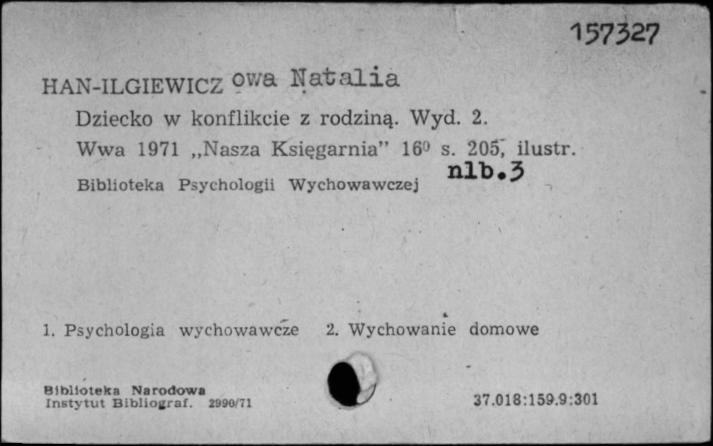 157327
HAN-ILGIEWICZ owa Natalia
Dziecko w konflikcie z rodziną. Wyd. 2.
Wwa 1971 „Nasza Księgarnia” 16⁰ s. 205, ilustr.
nlb.3
Biblioteka Psychologii Wychowawczej
1. Psychologia wychowawcze 2. Wychowanie domowe
Biblioteka Narodowa
Instytut Bibliograf. 2990/71
37.018:159.9:301